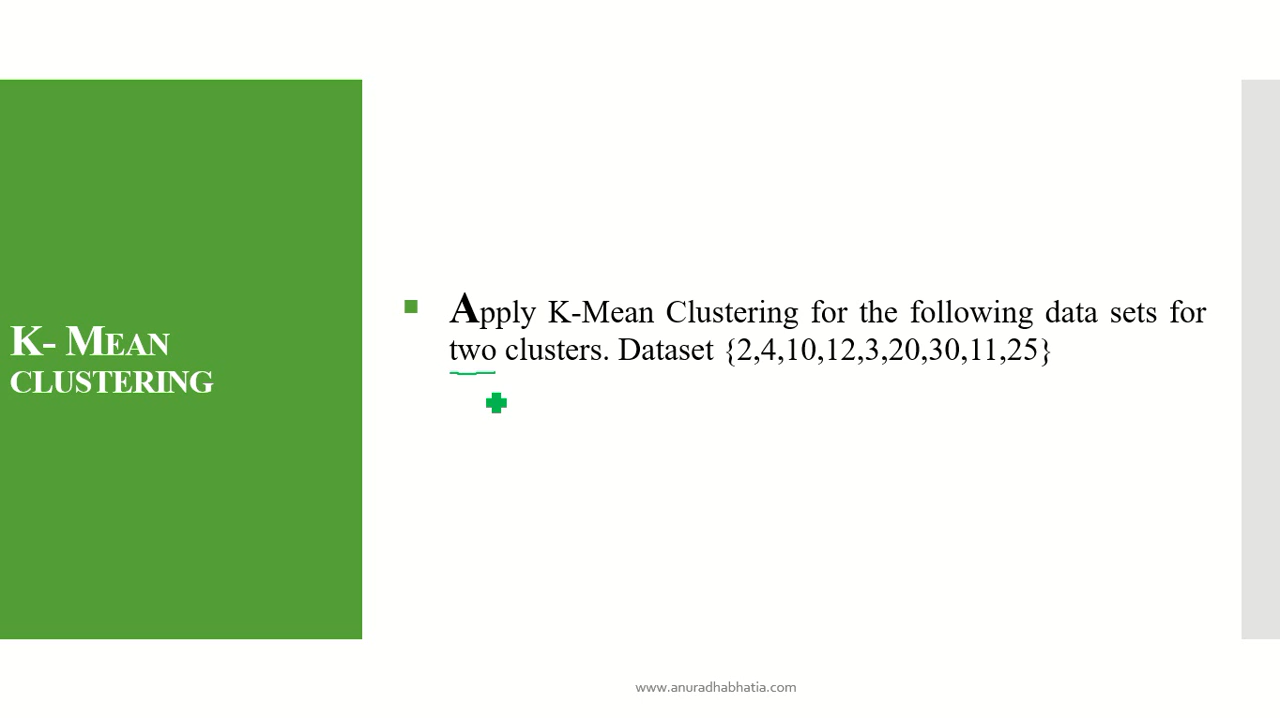 K- MEAN
CLUSTERING
Apply K-Mean Clustering for the following data sets for
two clusters. Dataset {2,4,10,12,3,20,30,11,25}
www.anuradhabhatia.com